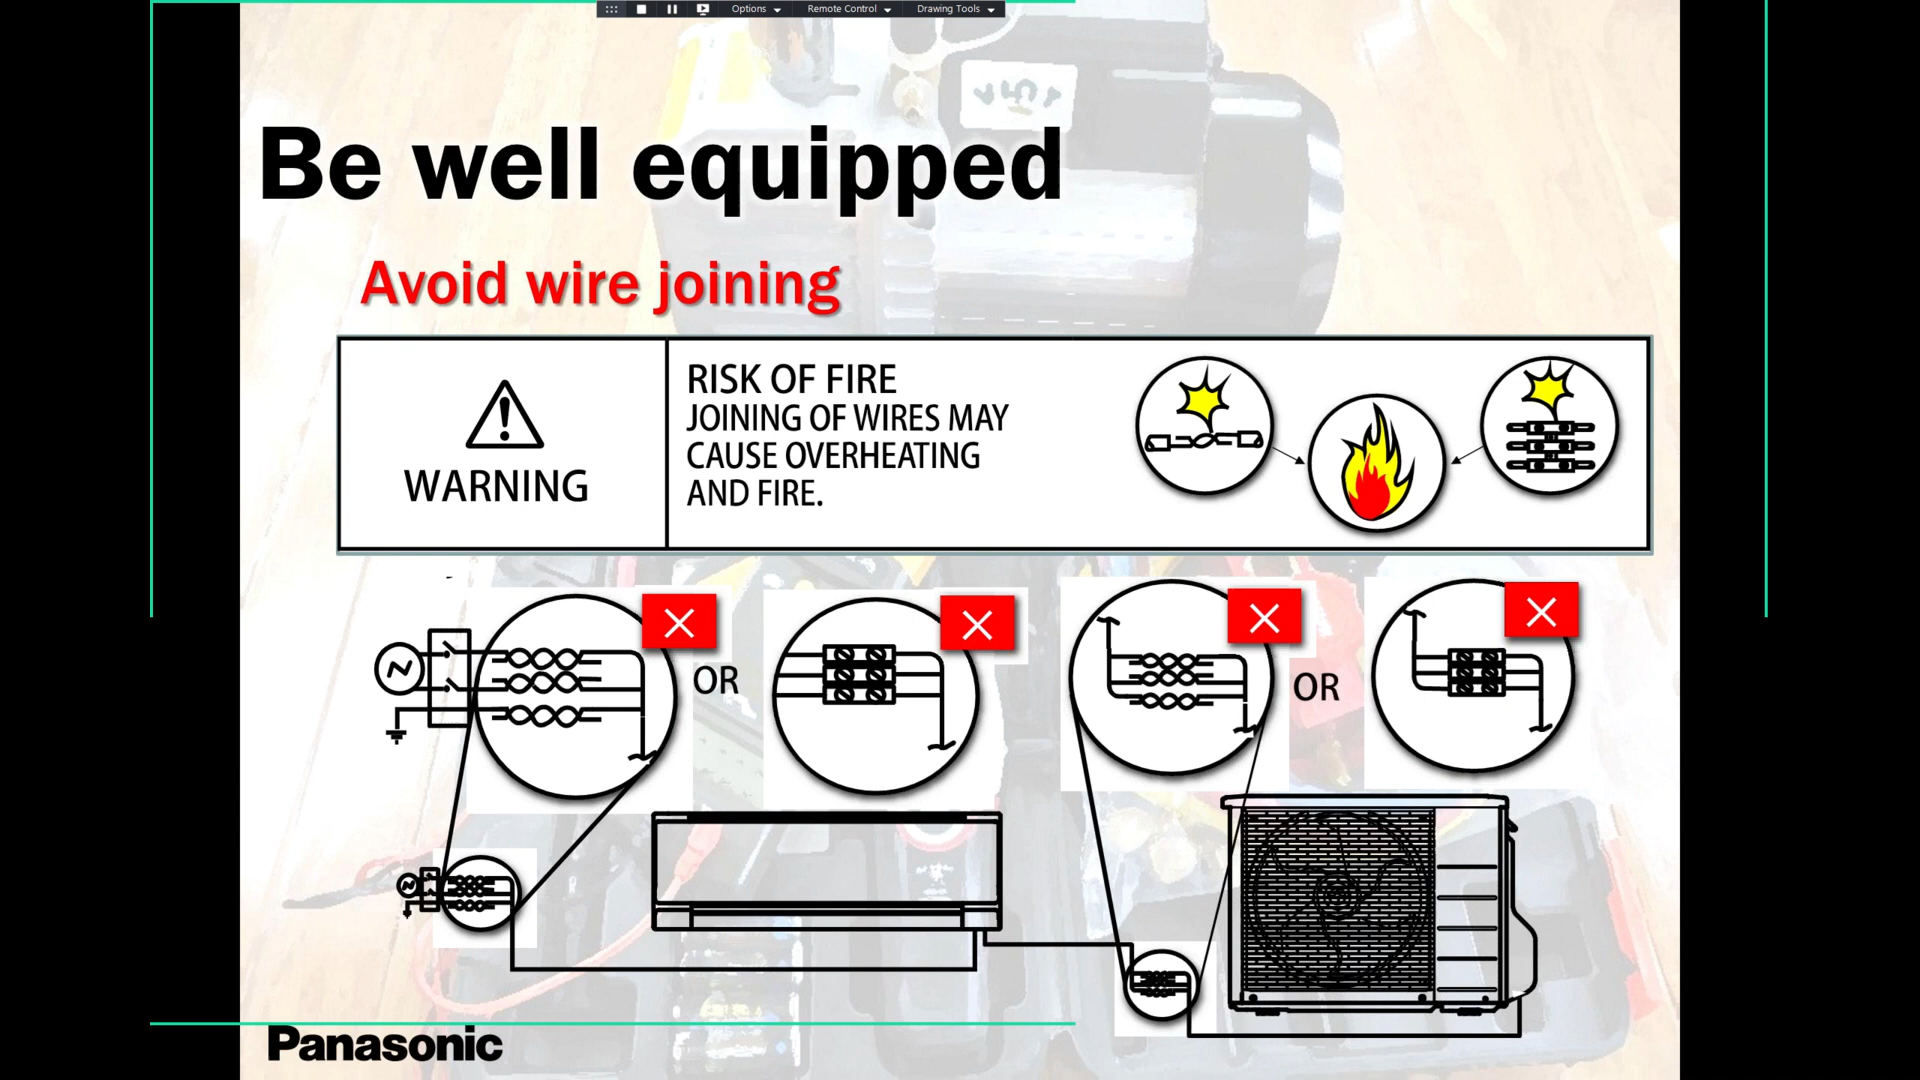 Options
Remote Control
Drawing Tools
Be well equipped
Avoid wire joining
WARNING
RISK OF FIRE
JOINING OF WIRES MAY
CAUSE OVERHEATING
AND FIRE.
OR
OR
Panasonic